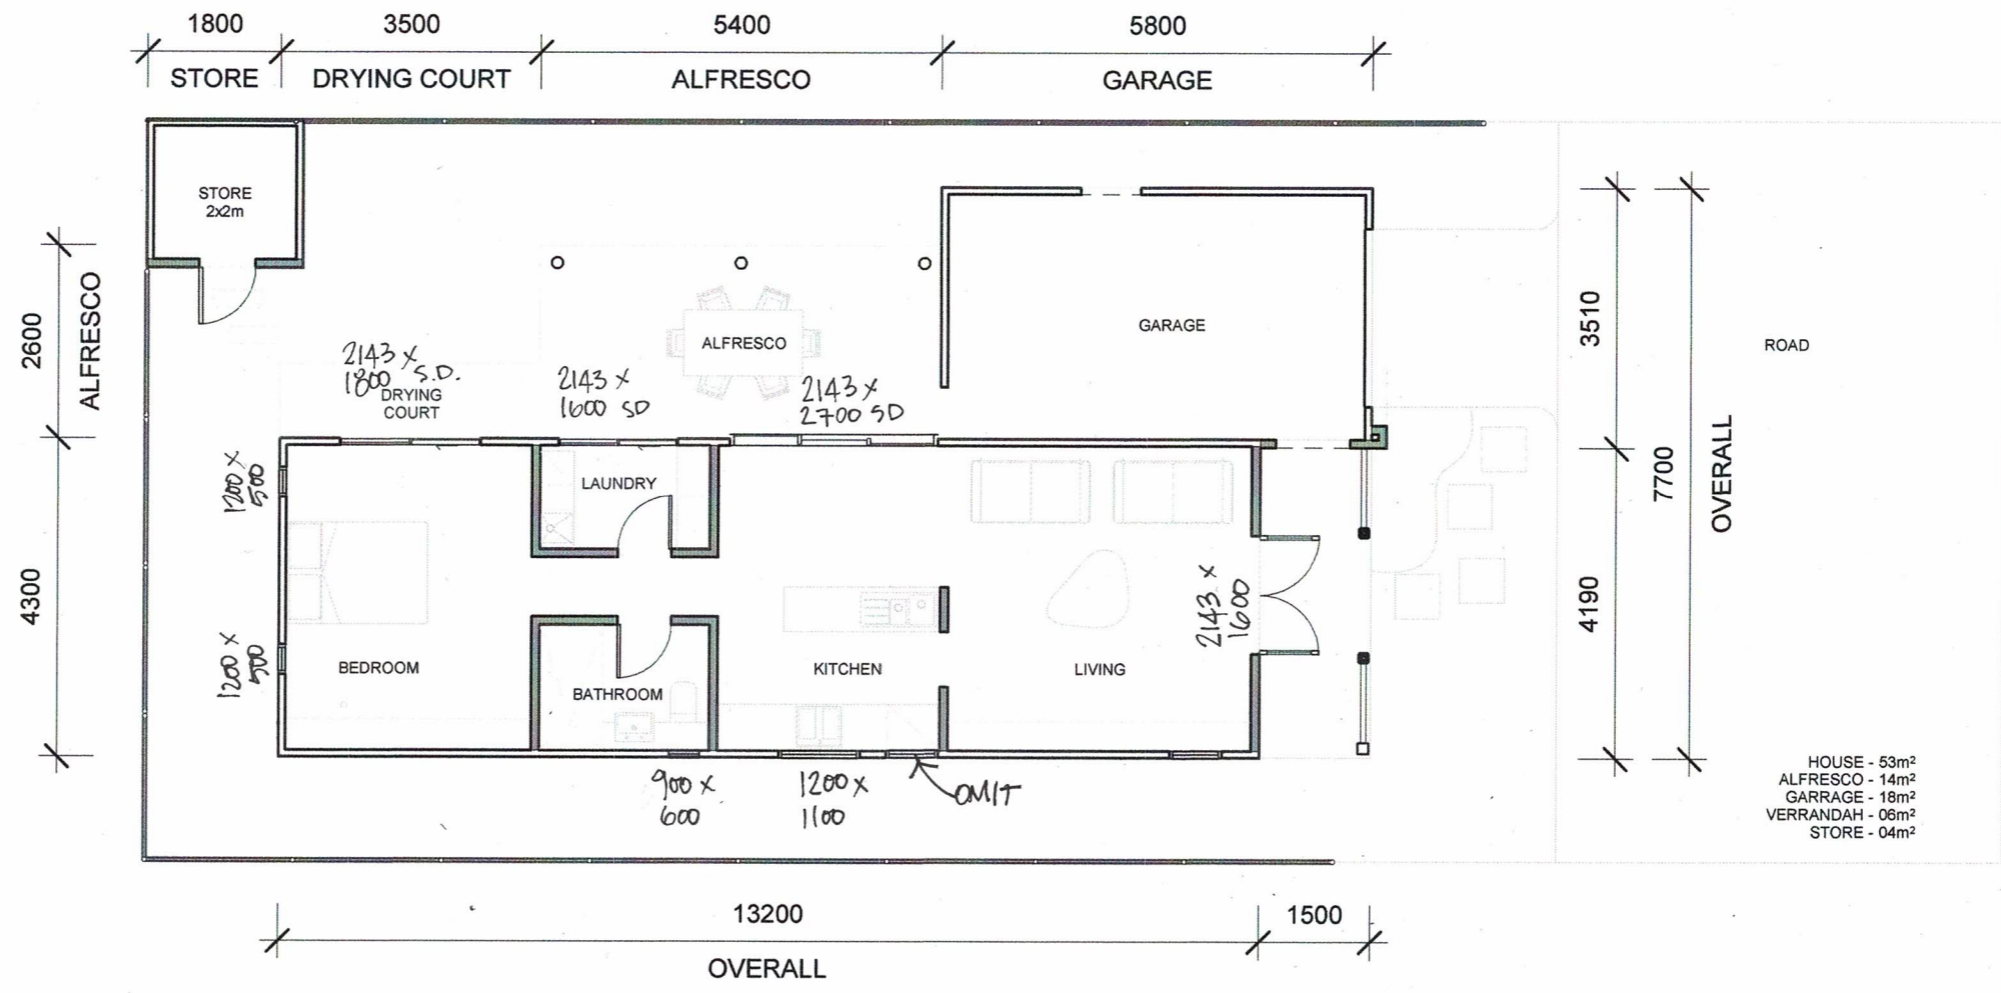 1800
3500
5400
5800
STORE
DRYING COURT
ALFRESCO
GARAGE
STORE
2x2m
2600
ALFRESCO
4300
2143 x
1800 S.D.
DRYING
COURT
2143 x
1600 SD
ALFRESCO
2143 x
2700 SD
GARAGE
3510
4190
7700
OVERALL
ROAD
1200 x
500
1200 x
500
LAUNDRY
BEDROOM
BATHROOM
KITCHEN
LIVING
2143 x
1600
900 x
600
1200 x
1100
OMIT
HOUSE - 53m²
ALFRESCO - 14m²
GARRAGE - 18m²
VERRANDAH - 06m²
STORE - 04m²
13200
1500
OVERALL